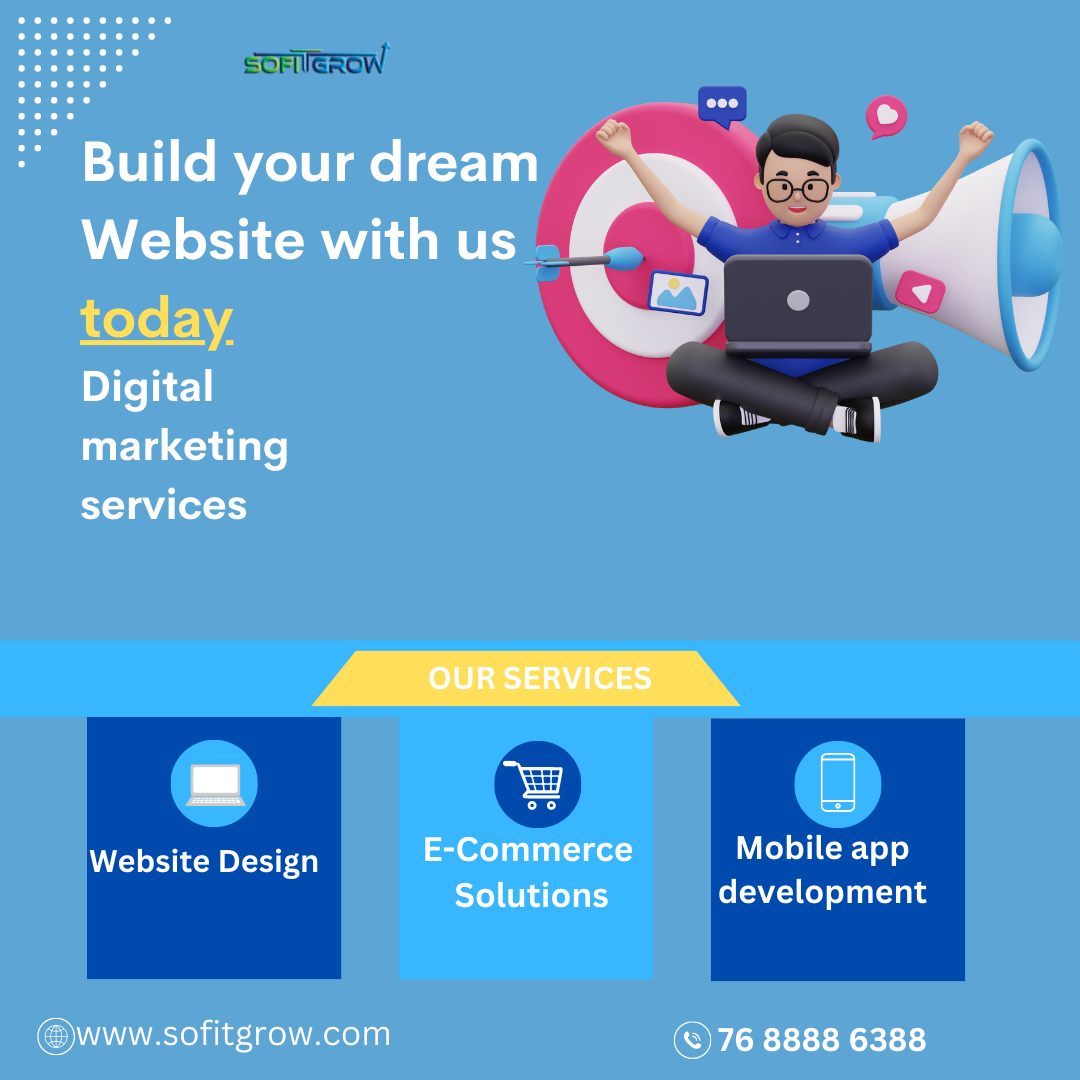 SOFITGROW
Build your dream
Website with us
today
Digital
marketing
services
OUR SERVICES
Website Design
E-Commerce
Solutions
Mobile app
development
www.sofitgrow.com
76 8888 6388